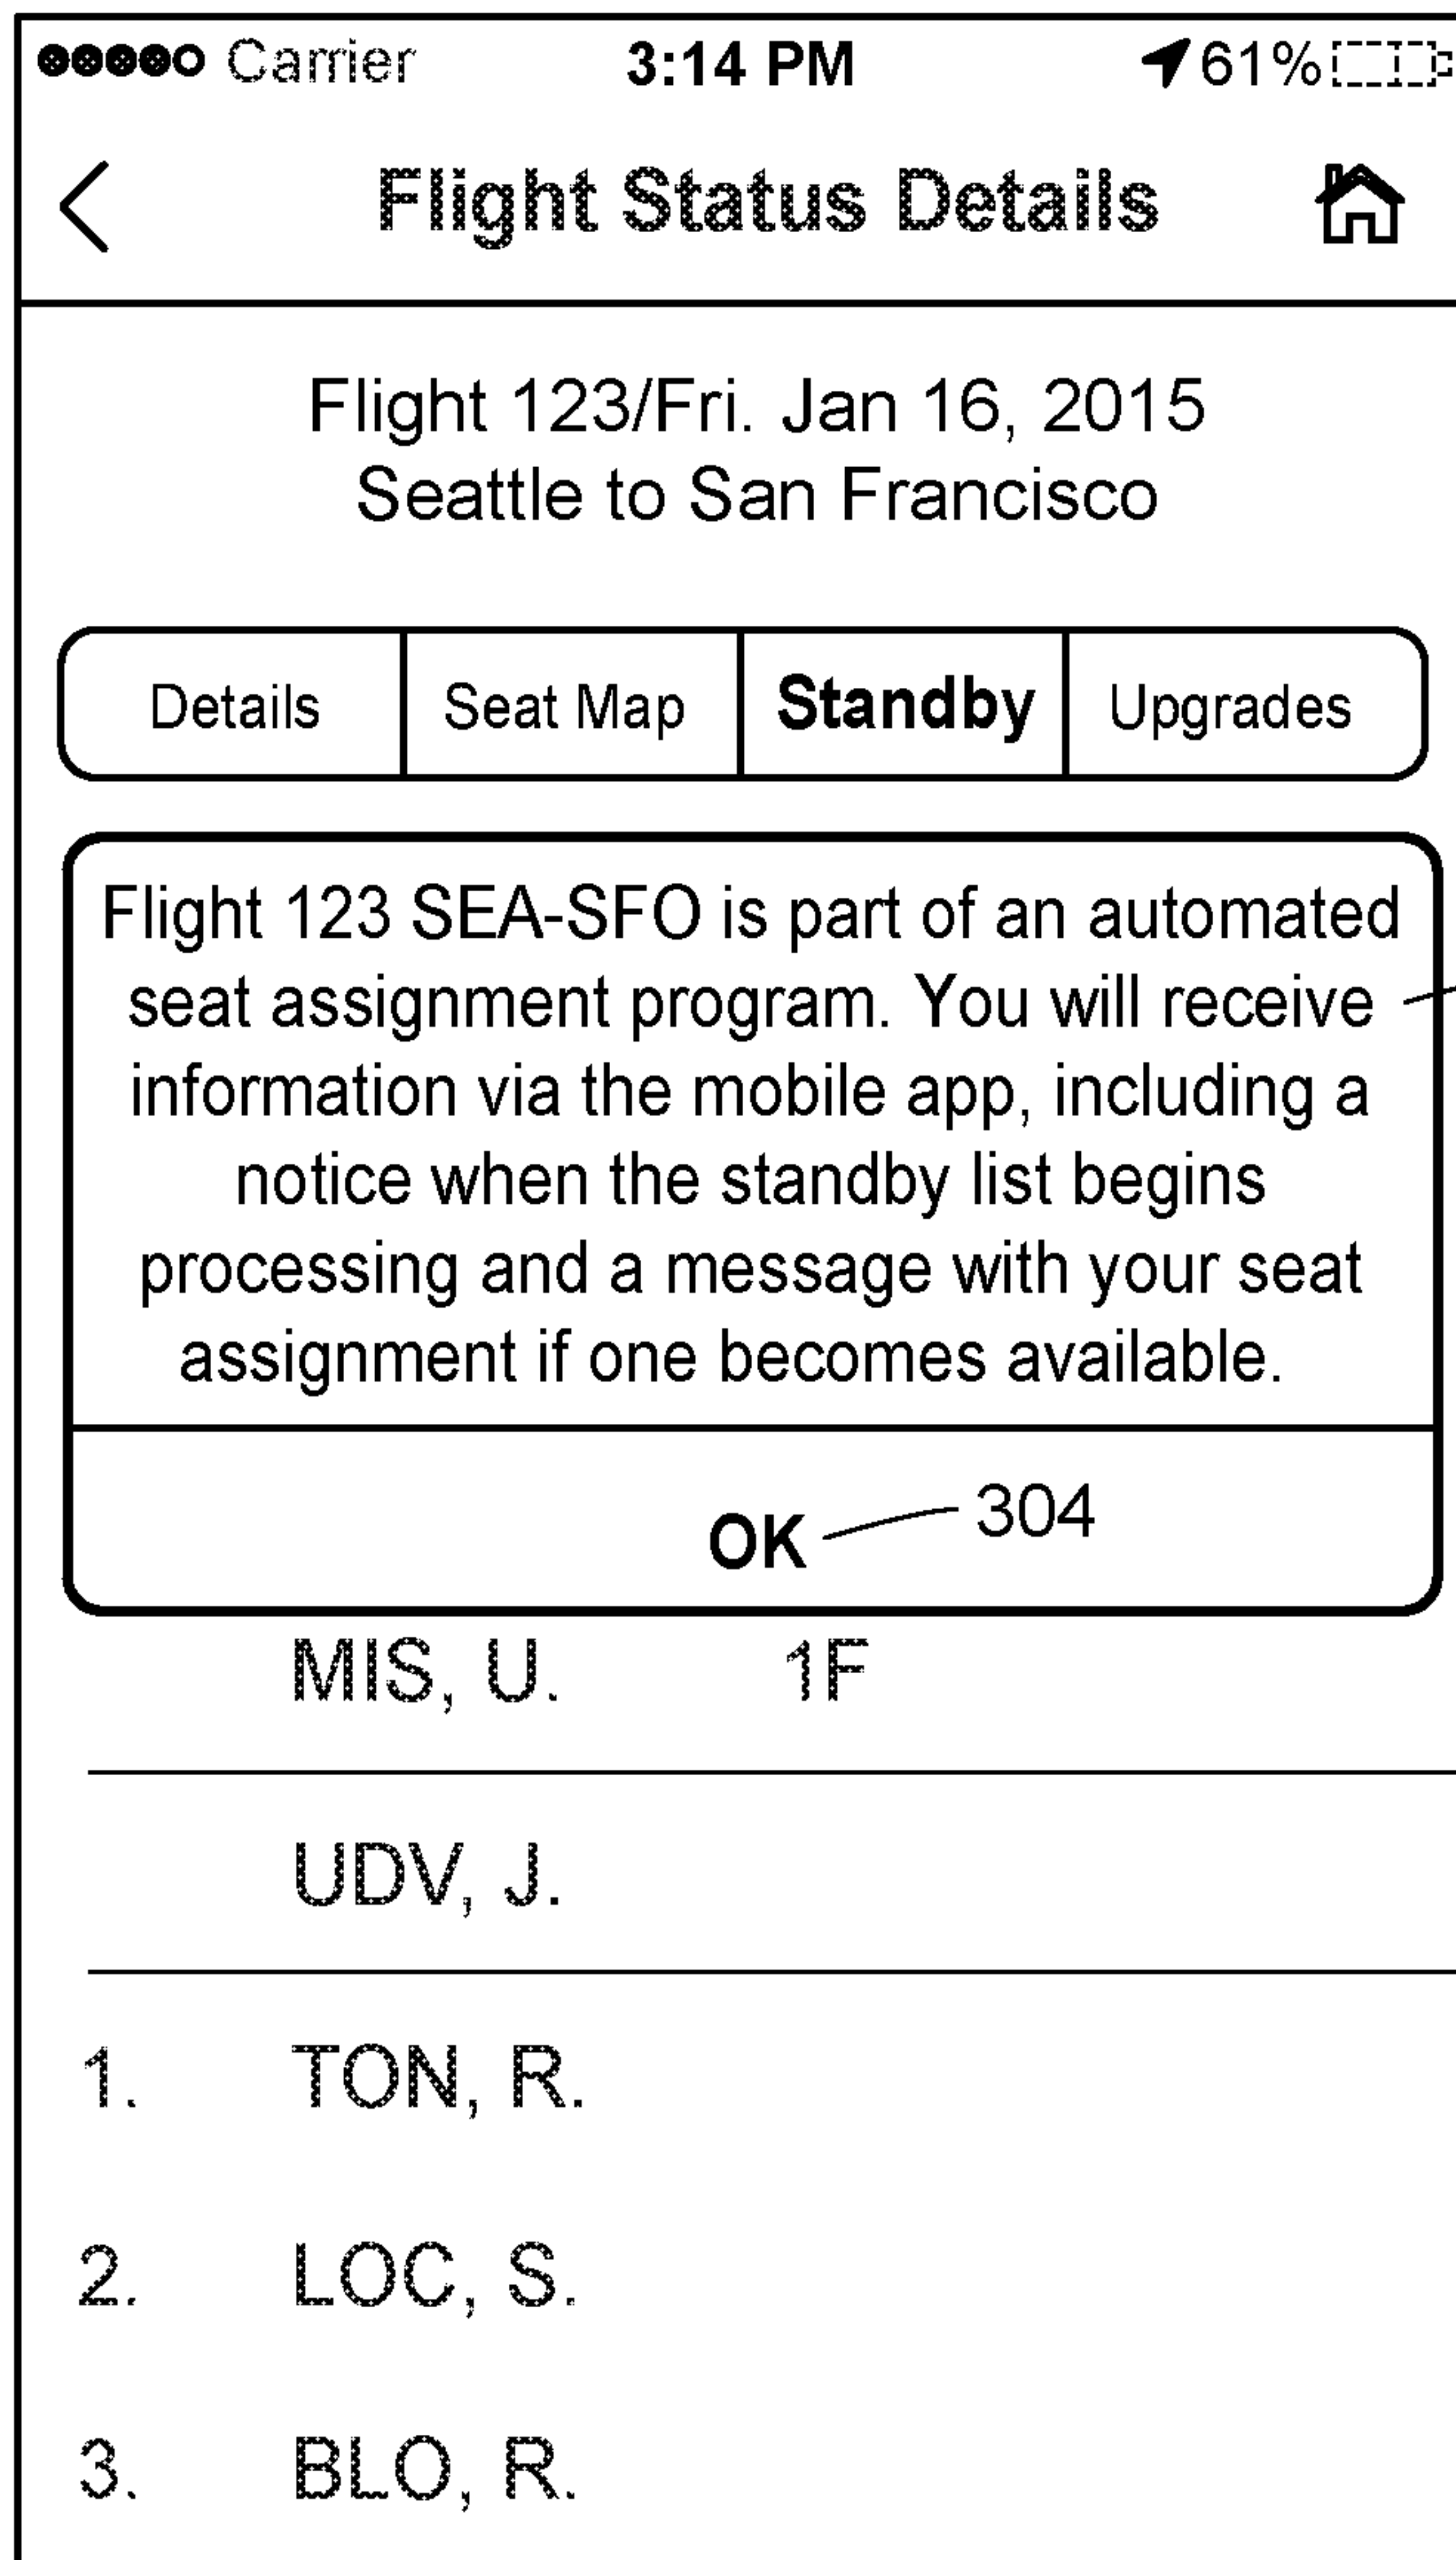 Carrier 3:14 PM 61%
Flight Status Details
Flight 123/Fri. Jan 16, 2015
Seattle to San Francisco
Details Seat Map Standby Upgrades
Flight 123 SEA-SFO is part of an automated
seat assignment program. You will receive
information via the mobile app, including a
notice when the standby list begins
processing and a message with your seat
assignment if one becomes available.
OK 304
MIS, U. 1F
UDV, J.
1. TON, R.
2. LOC, S.
3. BLO, R.